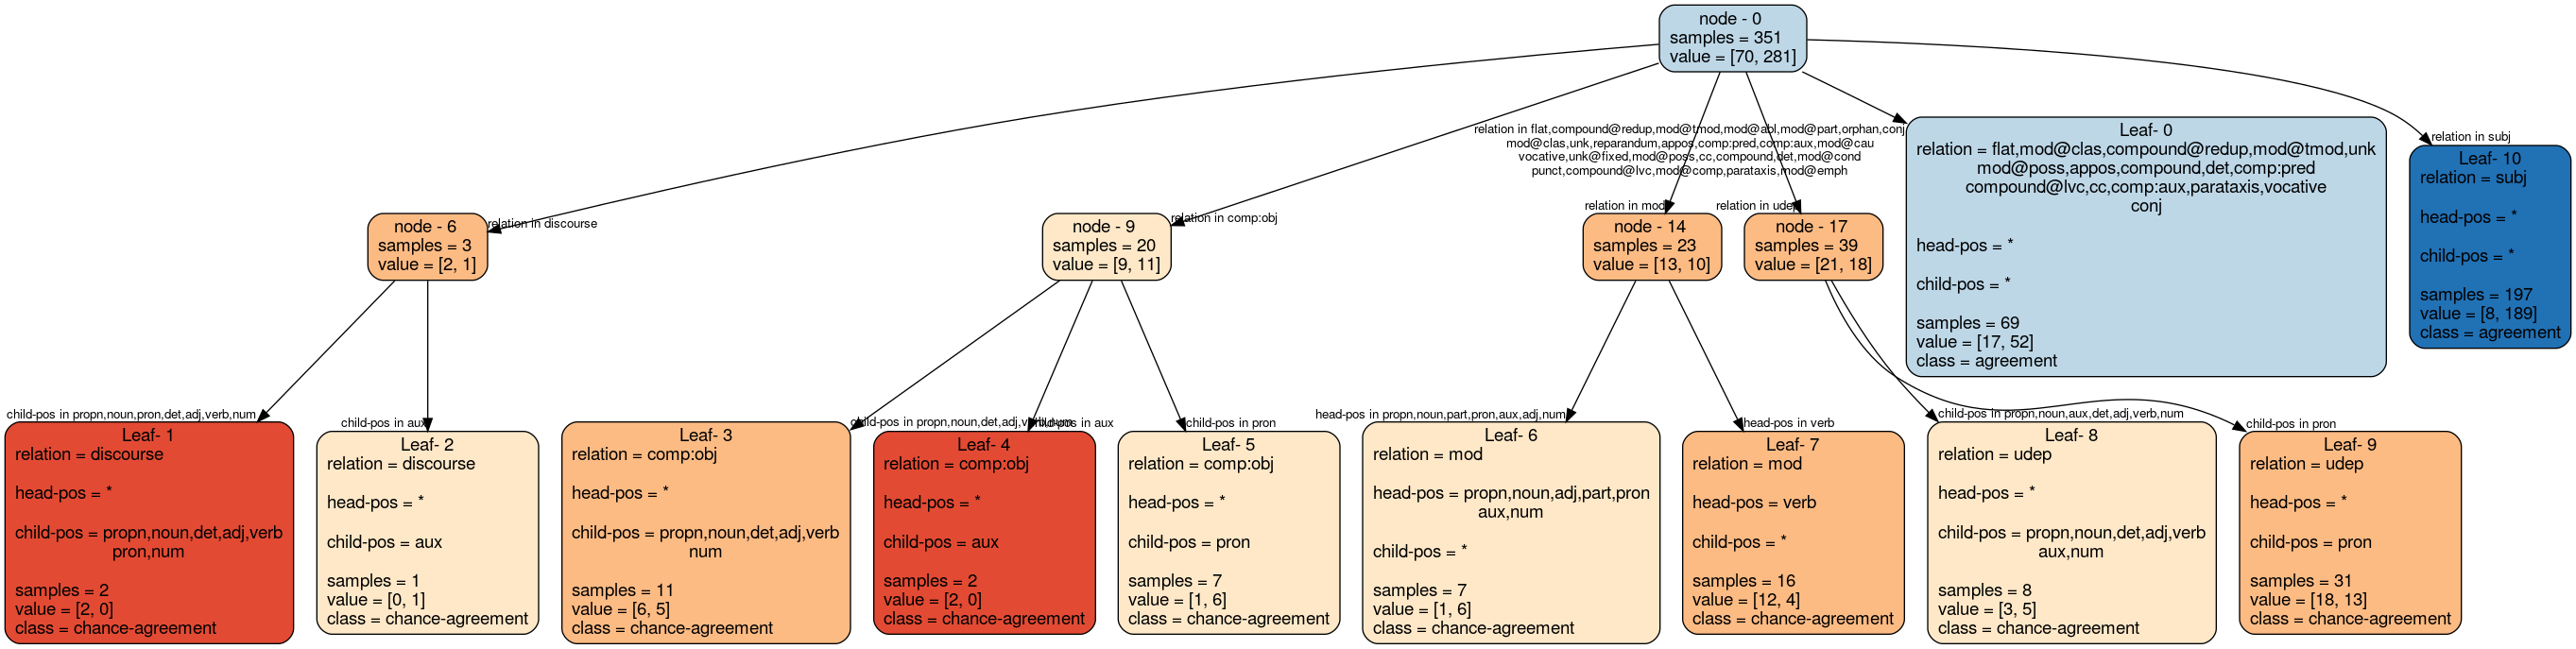 node - 0
samples = 351
value = [70, 281]
relation in flat,compound@redup,mod@tmod,mod@abl,mod@part,orphan,conj
mod@clas,unk,reparandum,appos,comp:pred,comp:aux,mod@cau
vocative,unk@fixed,mod@poss,cc,compound,det,mod@cond
punct,compound@lvc,mod@comp,parataxis,mod@emph
relation in discourse
relation in comp:obj
relation in mod
relation in udep
relation in subj
node - 6
samples = 3
value = [2, 1]
node - 9
samples = 20
value = [9, 11]
node - 14
samples = 23
value = [13, 10]
node - 17
samples = 39
value = [21, 18]
Leaf- 0
relation = flat,mod@clas,compound@redup,mod@tmod,unk
mod@poss,appos,compound,det,comp:pred
compound@lvc,cc,comp:aux,parataxis,vocative
conj
head-pos = *
child-pos = *
samples = 69
value = [17, 52]
class = agreement
Leaf- 10
relation = subj
head-pos = *
child-pos = *
samples = 197
value = [8, 189]
class = agreement
child-pos in propn,noun,pron,det,adj,verb,num
child-pos in aux
child-pos in propn,noun,det,adj,verb,num
child-pos in aux
child-pos in pron
head-pos in propn,noun,part,pron,aux,adj,num
head-pos in verb
child-pos in propn,noun,aux,det,adj,verb,num
child-pos in pron
Leaf- 1
relation = discourse
head-pos = *
child-pos = propn,noun,det,adj,verb
pron,num
samples = 2
value = [2, 0]
class = chance-agreement
Leaf- 2
relation = discourse
head-pos = *
child-pos = aux
samples = 1
value = [0, 1]
class = chance-agreement
Leaf- 3
relation = comp:obj
head-pos = *
child-pos = propn,noun,det,adj,verb
num
samples = 11
value = [6, 5]
class = chance-agreement
Leaf- 4
relation = comp:obj
head-pos = *
child-pos = aux
samples = 2
value = [2, 0]
class = chance-agreement
Leaf- 5
relation = comp:obj
head-pos = *
child-pos = pron
samples = 7
value = [1, 6]
class = chance-agreement
Leaf- 6
relation = mod
head-pos = propn,noun,adj,part,pron
aux,num
child-pos = *
samples = 7
value = [1, 6]
class = chance-agreement
Leaf- 7
relation = mod
head-pos = verb
child-pos = *
samples = 16
value = [12, 4]
class = chance-agreement
Leaf- 8
relation = udep
head-pos = *
child-pos = propn,noun,det,adj,verb
aux,num
samples = 8
value = [3, 5]
class = chance-agreement
Leaf- 9
relation = udep
head-pos = *
child-pos = pron
samples = 31
value = [18, 13]
class = chance-agreement